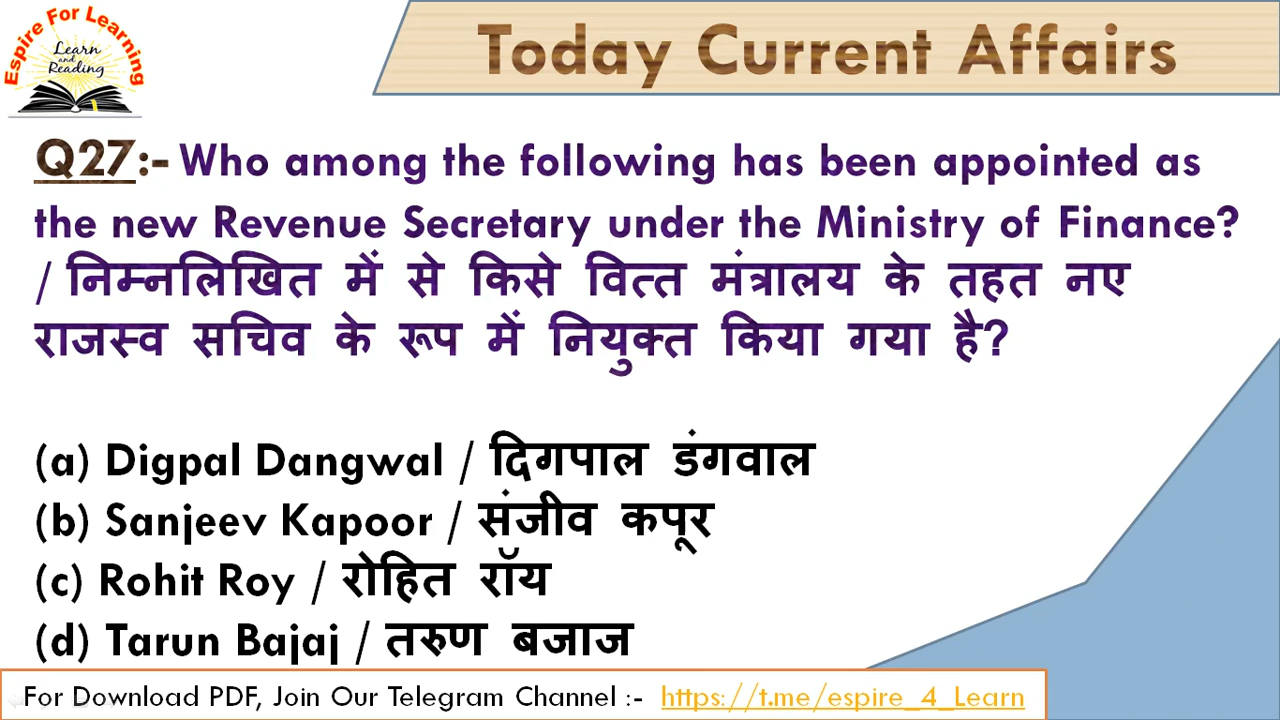 Espire For Learning
Learn
and
Reading
Today Current Affairs
Q27:- Who among the following has been appointed as
the new Revenue Secretary under the Ministry of Finance?
/ निम्नलिखित में से किसे वित्त मंत्रालय के तहत नए
राजस्व सचिव के रूप में नियुक्त किया गया है?
(a) Digpal Dangwal / दिगपाल डंगवाल
(b) Sanjeev Kapoor / संजीव कपूर
(c) Rohit Roy / रोहित रॉय
(d) Tarun Bajaj / तरुण बजाज
For Download PDF, Join Our Telegram Channel :- https://t.me/espire_4_Learn